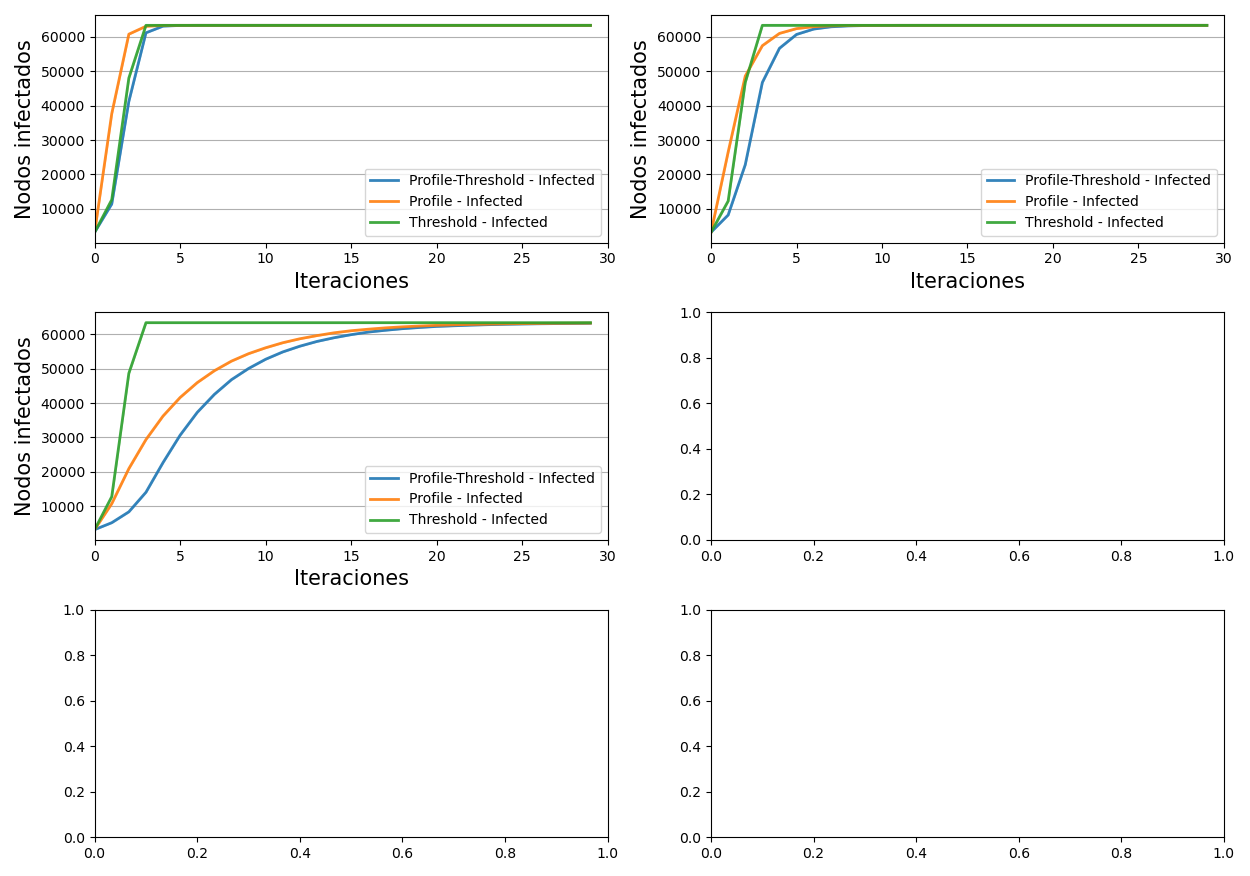 60000
50000
40000
30000
20000
10000
Nodos infectados
Profile-Threshold - Infected
Profile - Infected
Threshold - Infected
0 5 10 15 20 25 30
Iteraciones
60000
50000
40000
30000
20000
10000
Nodos infectados
Profile-Threshold - Infected
Profile - Infected
Threshold - Infected
0 5 10 15 20 25 30
Iteraciones
60000
50000
40000
30000
20000
10000
Nodos infectados
Profile-Threshold - Infected
Profile - Infected
Threshold - Infected
0 5 10 15 20 25 30
Iteraciones
1.0
0.8
0.6
0.4
0.2
0.0
0.0 0.2 0.4 0.6 0.8 1.0
1.0
0.8
0.6
0.4
0.2
0.0
0.0 0.2 0.4 0.6 0.8 1.0
1.0
0.8
0.6
0.4
0.2
0.0
0.0 0.2 0.4 0.6 0.8 1.0